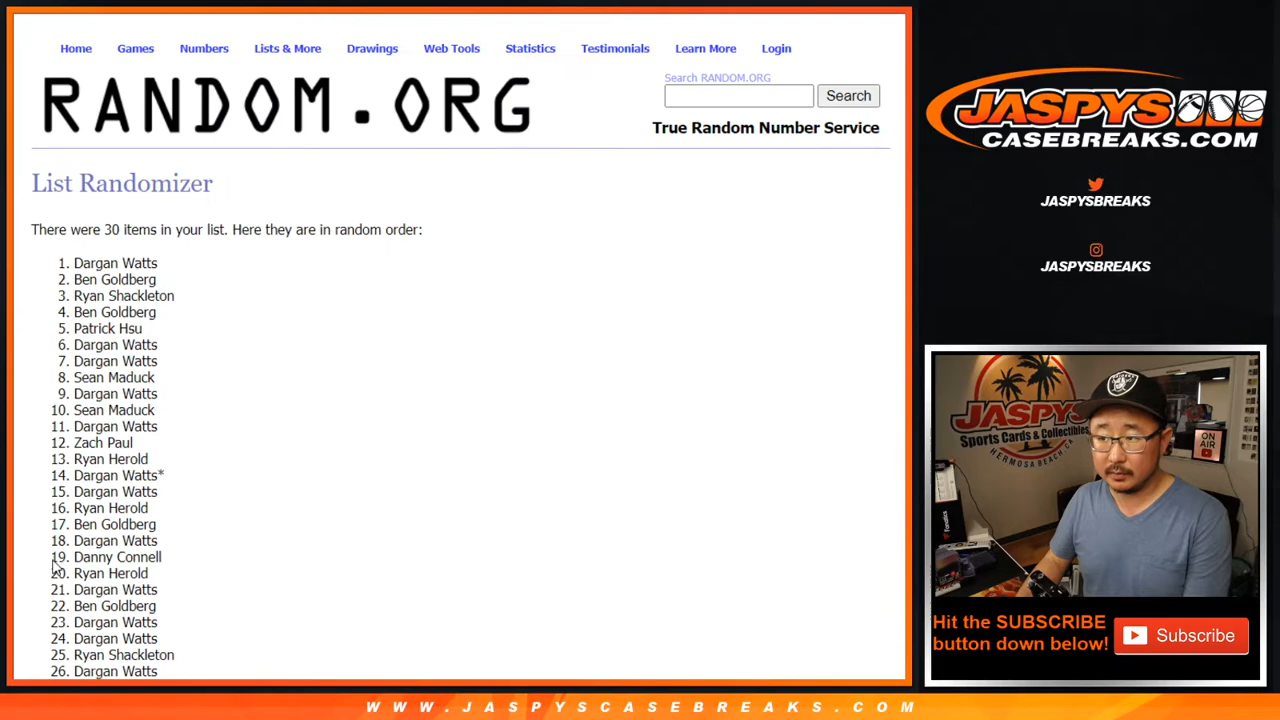 Home Games Numbers Lists & More Drawings Web Tools Statistics Testimonials Learn More Login
RANDOM.ORG
Search RANDOM.ORG
Search
True Random Number Service
List Randomizer
There were 30 items in your list. Here they are in random order:
1. Dargan Watts
2. Ben Goldberg
3. Ryan Shackleton
4. Ben Goldberg
5. Patrick Hsu
6. Dargan Watts
7. Dargan Watts
8. Sean Maduck
9. Dargan Watts
10. Sean Maduck
11. Dargan Watts
12. Zach Paul
13. Ryan Herold
14. Dargan Watts*
15. Dargan Watts
16. Ryan Herold
17. Ben Goldberg
18. Dargan Watts
19. Danny Connell
20. Ryan Herold
21. Dargan Watts
22. Ben Goldberg
23. Dargan Watts
24. Dargan Watts
25. Ryan Shackleton
26. Dargan Watts
JASPYS
CASEBREAKS.COM
JASPYSBREAKS
JASPYSBREAKS
JASPYS
Sports Cards & Collectibles
HERMOSA BEACH, CA
ON AIR
Fanatics
Hit the SUBSCRIBE
button down below!
Subscribe
WWW.JASPYSCASEBREAKS.COM